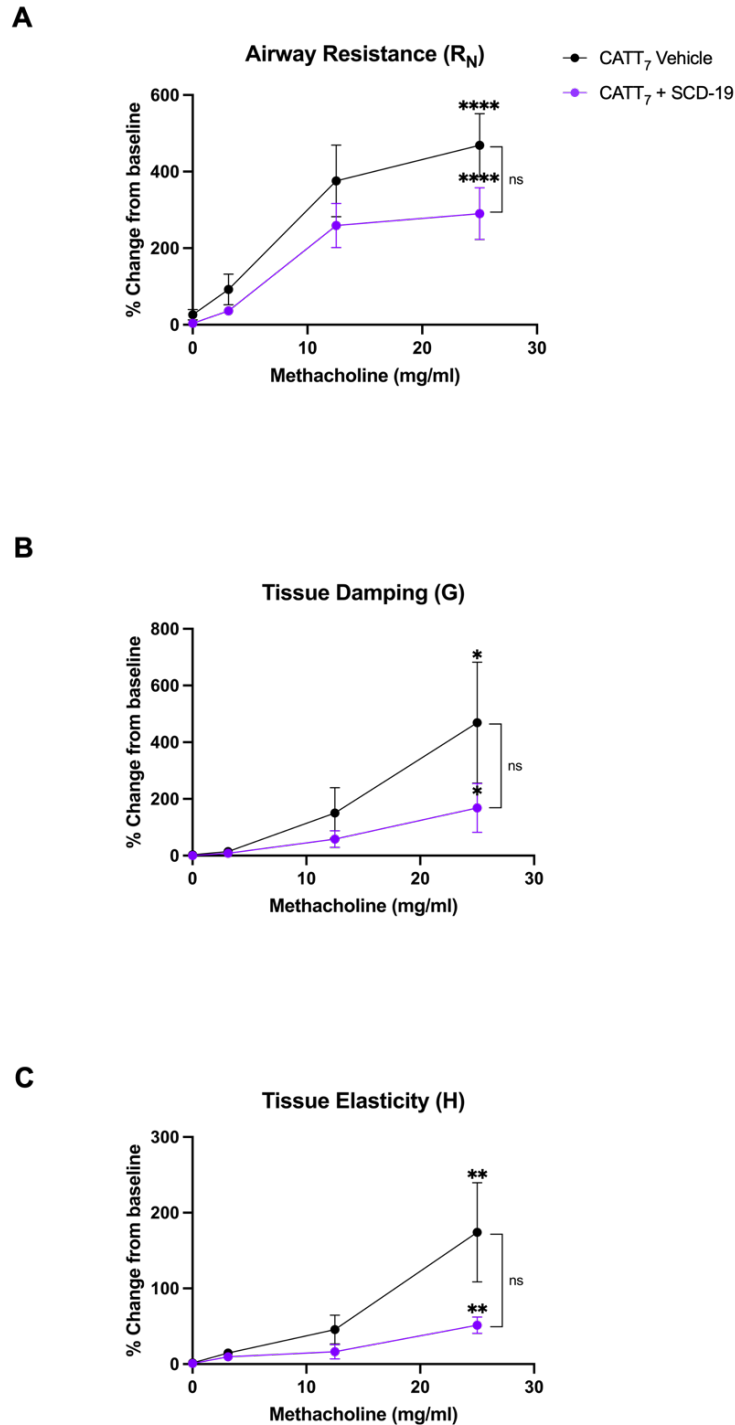 A
Airway Resistance (R_N)
CATT₇ Vehicle
CATT₇ + SCD-19
% Change from baseline
600
400
200
0
****
****
ns
0 10 20 30
Methacholine (mg/ml)
B
Tissue Damping (G)
% Change from baseline
800
600
400
200
0
*
*
ns
0 10 20 30
Methacholine (mg/ml)
C
Tissue Elasticity (H)
% Change from baseline
300
200
100
0
**
**
ns
0 10 20 30
Methacholine (mg/ml)